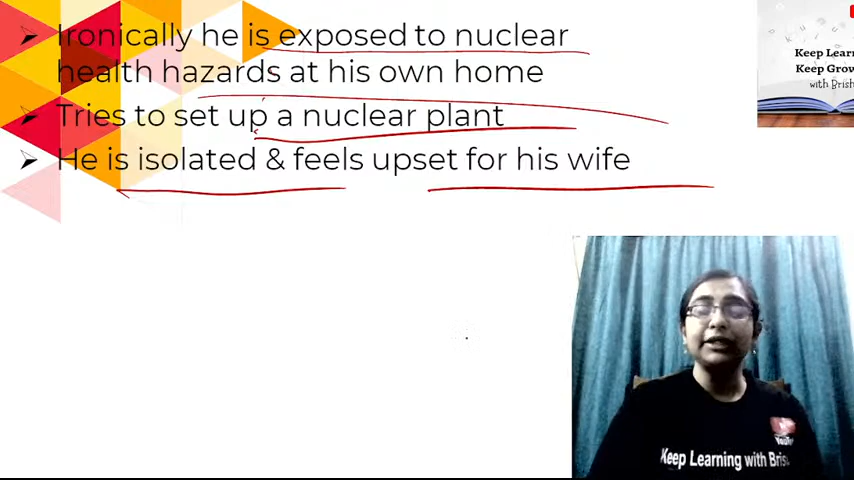 ➢ Ironically he is exposed to nuclear
health hazards at his own home
➢ Tries to set up a nuclear plant
➢ He is isolated & feels upset for his wife
Keep Lear
Keep Grow
with Brish
Keep Learning with Bris